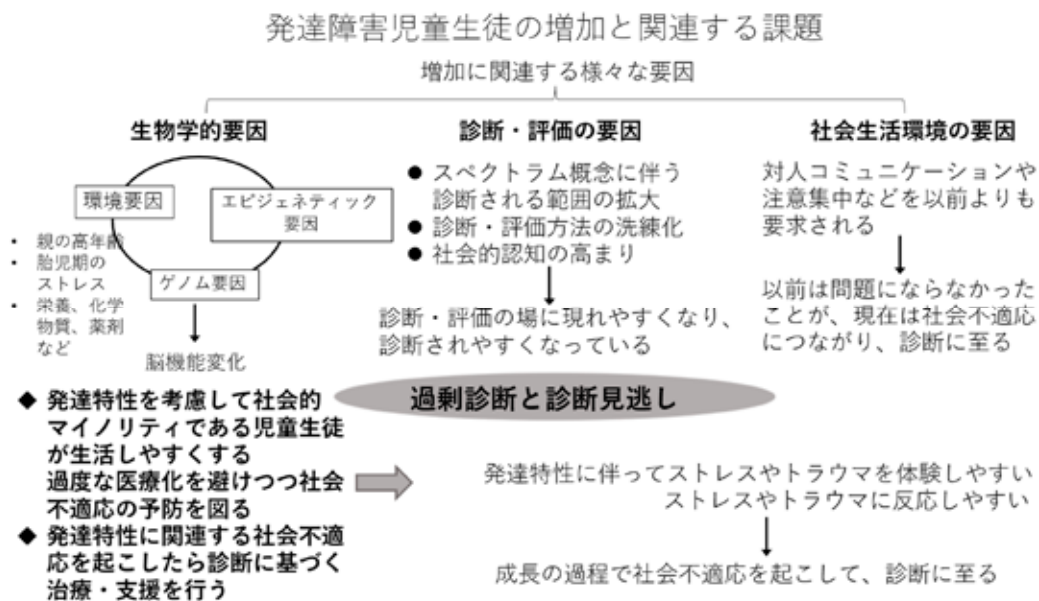 発達障害児童生徒の増加と関連する課題
増加に関連する様々な要因
生物学的要因
環境要因
エピジェネティック
要因
ゲノム要因
• 親の高年齢
• 胎児期の
ストレス
• 栄養、化学
物質、薬剤
など
脳機能変化
診断・評価の要因
● スペクトラム概念に伴う
診断される範囲の拡大
● 診断・評価方法の洗練化
● 社会的認知の高まり
診断・評価の場に現れやすくなり、
診断されやすくなっている
社会生活環境の要因
対人コミュニケーションや
注意集中などを以前よりも
要求される
以前は問題にならなかった
ことが、現在は社会不適応
につながり、診断に至る
過剰診断と診断見逃し
◆ 発達特性を考慮して社会的
マイノリティである児童生徒
が生活しやすくする
過度な医療化を避けつつ社会
不適応の予防を図る
◆ 発達特性に関連する社会不適
応を起こしたら診断に基づく
治療・支援を行う
発達特性に伴ってストレスやトラウマを体験しやすい
ストレスやトラウマに反応しやすい
成長の過程で社会不適応を起こして、診断に至る